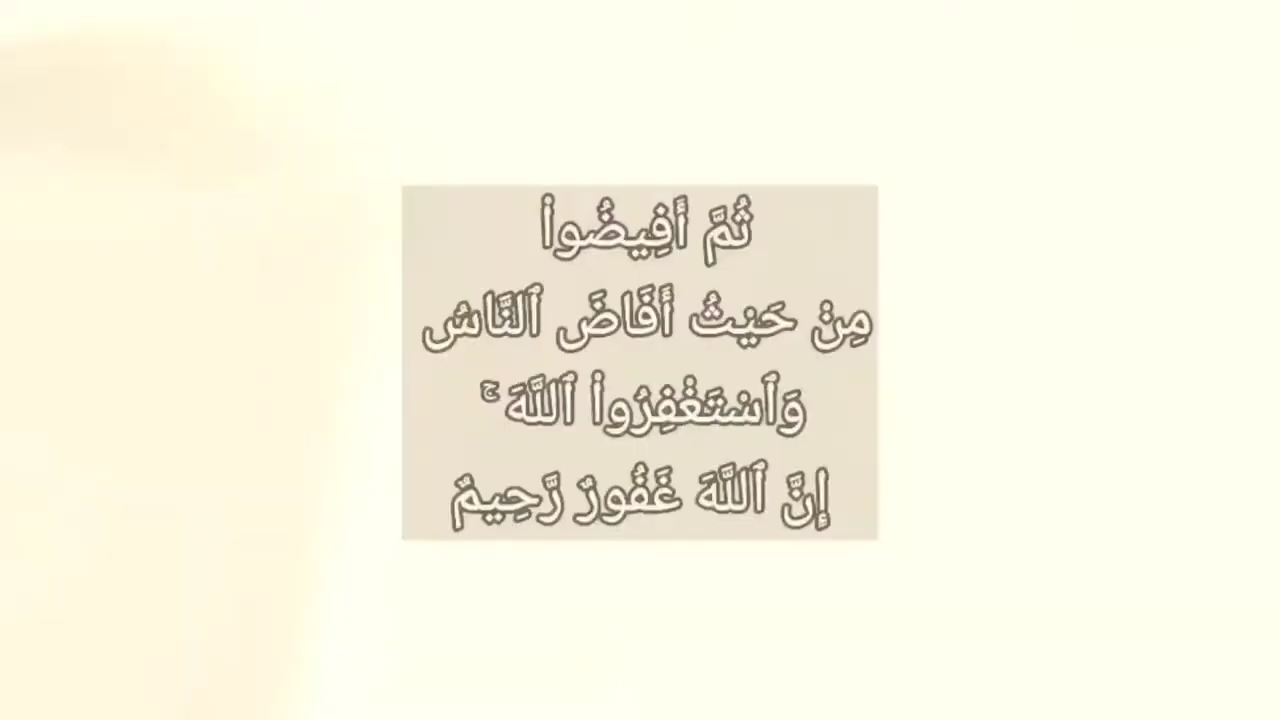 ثُمَّ أَفِيضُواْ
مِنْ حَيْثُ أَفَاضَ ٱلنَّاسُ
وَٱسْتَغْفِرُواْ ٱللَّهَ ۚ
إِنَّ ٱللَّهَ غَفُورٌ رَّحِيمٌ